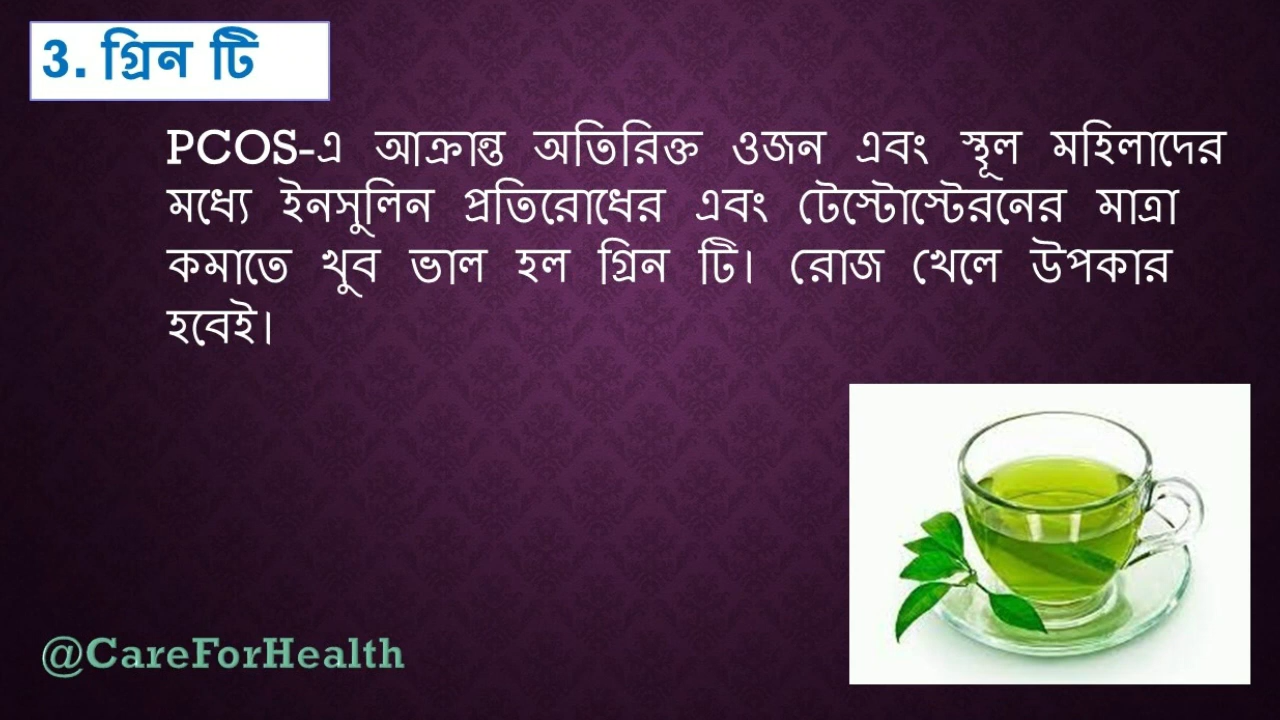 3. গ্রিন টি
PCOS-এ আক্রান্ত অতিরিক্ত ওজন এবং স্থূল মহিলাদের
মধ্যে ইনসুলিন প্রতিরোধের এবং টেস্টোস্টেরনের মাত্রা
কমাতে খুব ভাল হল গ্রিন টি। রোজ খেলে উপকার
হবেই।
@CareForHealth